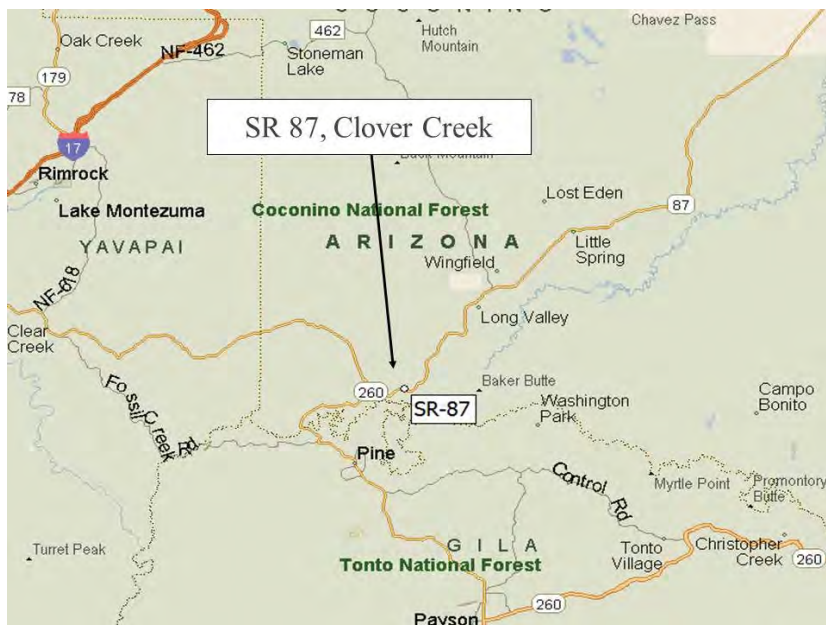 COCONINO
Chavez Pass
Oak Creek
NF-462
462
Hutch
Mountain
Stoneman
Lake
179
78
SR 87, Clover Creek
17
Rimrock
Lost Eden
87
Lake Montezuma
Coconino National Forest
YAVAPAI
ARIZONA
Little
Spring
Wingfield
NF-618
Long Valley
Clear
Creek
Baker Butte
260
SR-87
Washington
Park
Campo
Bonito
Fossil Creek Rd
Pine
Control Rd
Myrtle Point
Promontory
Butte
GILA
Turret Peak
Tonto National Forest
Tonto
Village
Christopher
Creek
260
260
Payson